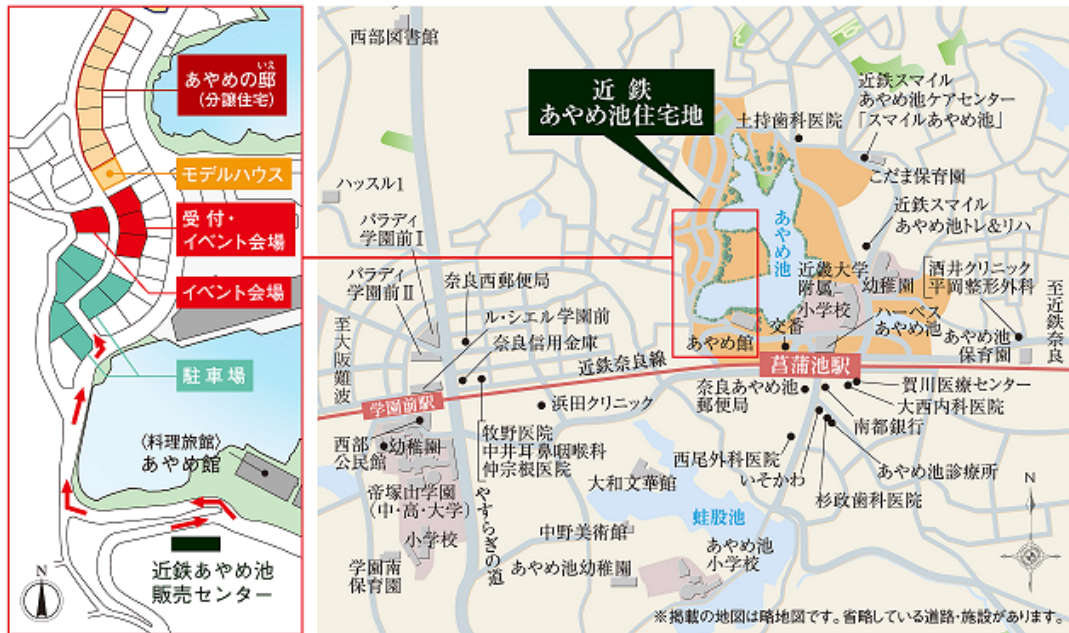 いえ
あやめの邸
(分譲住宅)
モデルハウス
受付・
イベント会場
イベント会場
駐車場
〈料理旅館〉
あやめ館
近鉄あやめ池
販売センター
N
西部図書館
近鉄
あやめ池住宅地
土持歯科医院
近鉄スマイル
あやめ池ケアセンター
「スマイルあやめ池」
こだま保育園
ハッスル1
パラディ
学園前Ⅰ
パラディ
学園前Ⅱ
奈良西郵便局
ル・シエル学園前
奈良信用金庫
至大阪難波
近鉄奈良線
学園前駅
あやめ池
近鉄スマイル
あやめ池トレ&リハ
近畿大学
附属
小学校
幼稚園
酒井クリニック
平岡整形外科
ハーベス
あやめ池
交番
あやめ館
菖蒲池駅
あやめ池
保育園
至近鉄奈良
浜田クリニック
奈良あやめ池
郵便局
賀川医療センター
大西内科医院
南都銀行
西部
公民館
幼稚園
牧野医院
中井耳鼻咽喉科
仲宗根医院
西尾外科医院
いそかわ
あやめ池診療所
杉政歯科医院
帝塚山学園
(中・高・大学)
小学校
やすらぎの道
大和文華館
中野美術館
蛙股池
あやめ池
小学校
学園南
保育園
あやめ池幼稚園
N
※掲載の地図は略地図です。省略している道路・施設があります。